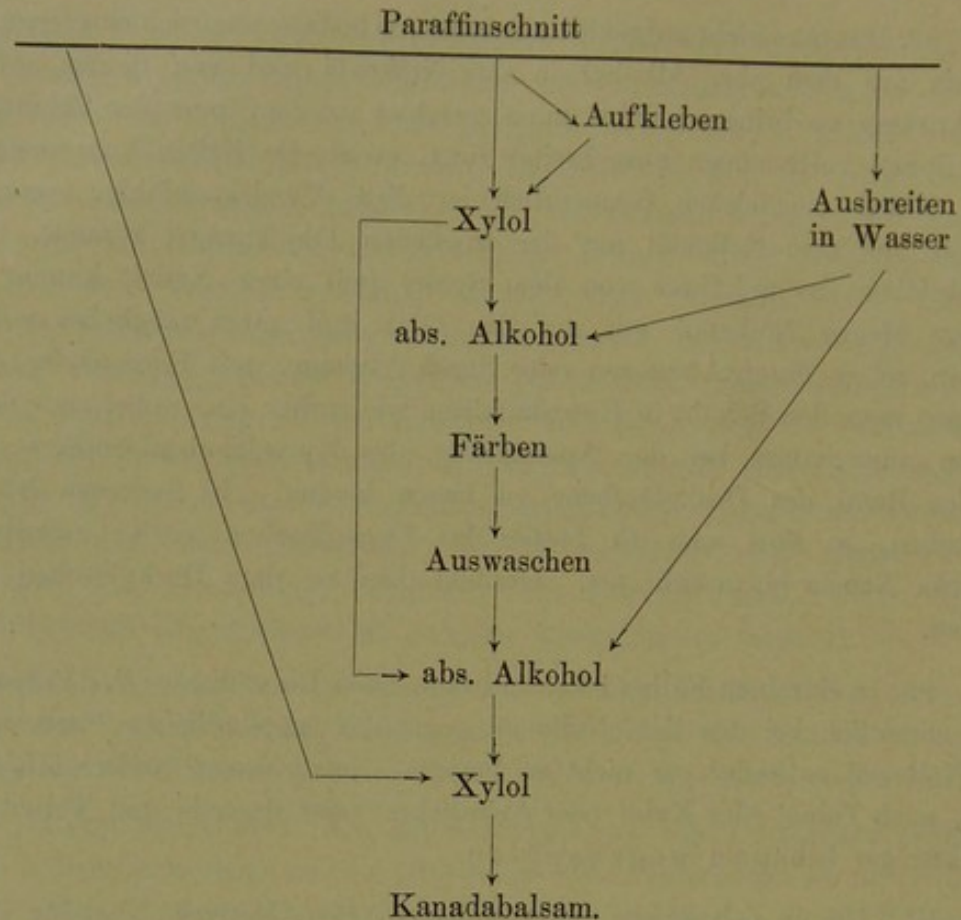 Paraffinschnitt
Aufkleben
Xylol
Ausbreiten
in Wasser
abs. Alkohol
Färben
Auswaschen
abs. Alkohol
Xylol
Kanadabalsam.